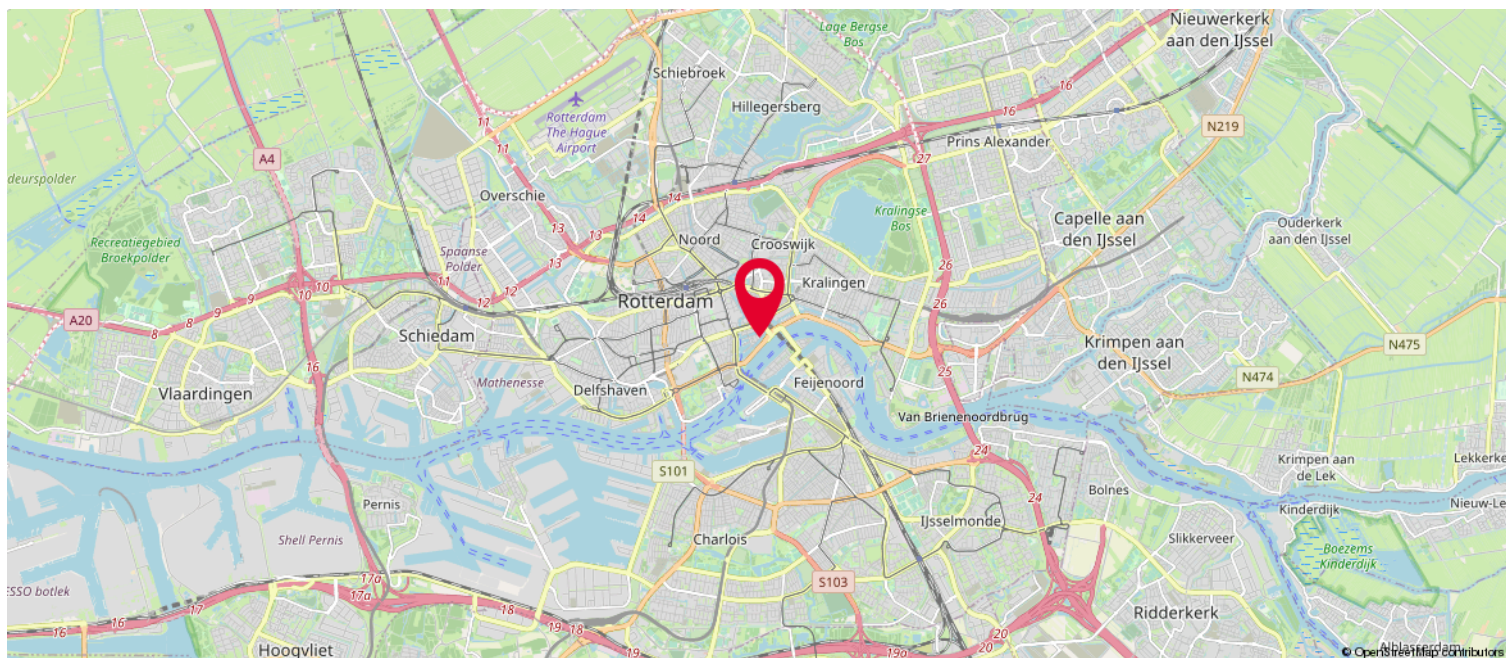 Nieuwerkerk
aan den IJssel
Lage Bergse
Bos
Schiebroek
Hillegersberg
16
16
11
11
Rotterdam
The Hague
Airport
N219
Prins Alexander
A4
27
deurspolder
Overschie
14
14
Kralingse
Bos
Capelle aan
den IJssel
Ouderkerk
aan den IJssel
13
13
Noord
Crooswijk
Recreatiegebied
Broekpolder
Spaanse
Polder
13
26
10
10
11
12
12
Kralingen
9
9
8
8
Rotterdam
26
A20
Schiedam
Krimpen aan
den IJssel
N475
16
25
N474
Mathenesse
Delfshaven
Feijenoord
Vlaardingen
Van Brienenoordbrug
24
S101
Krimpen aan
de Lek
Lekkerke
Bolnes
24
Pernis
Kinderdijk
Nieuw-Le
IJsselmonde
Shell Pernis
Charlois
Slikkerveer
Boezems
Kinderdijk
17a
17a
S103
ESSO botlek
17
18
16
16
19
18
19a
20
20
Ridderkerk
Hoogvliet
Alblasserdam
© OpenStreetMap contributors